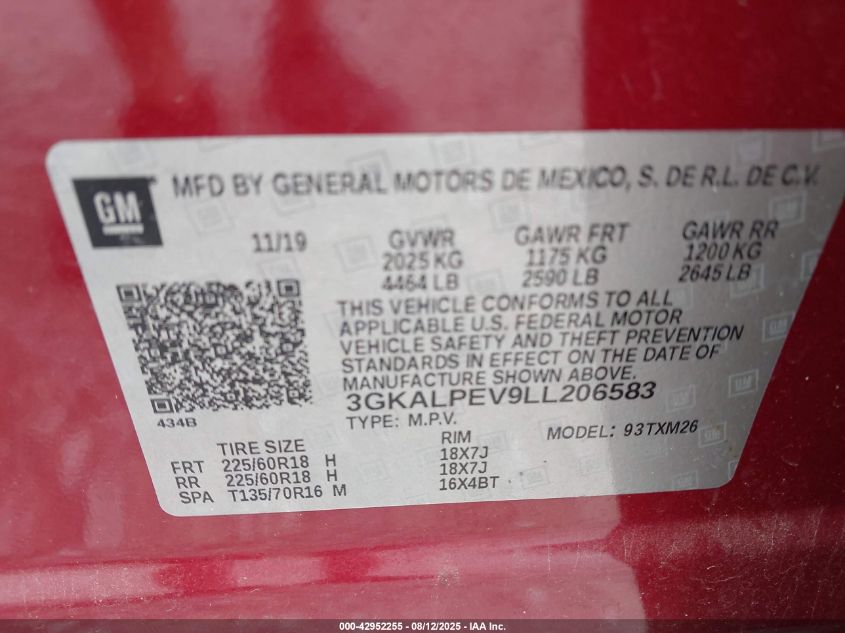 GM MFD BY GENERAL MOTORS DE MEXICO, S. DE R.L. DE C.V.
11/19 GVWR GAWR FRT GAWR RR
2025 KG 1175 KG 1200 KG
4464 LB 2590 LB 2645 LB
THIS VEHICLE CONFORMS TO ALL
APPLICABLE U.S. FEDERAL MOTOR
VEHICLE SAFETY AND THEFT PREVENTION
STANDARDS IN EFFECT ON THE DATE OF
MANUFACTURE SHOWN ABOVE.
3GKALPEV9LL206583
434B TYPE: M.P.V. MODEL: 93TXM26
TIRE SIZE RIM
FRT 225/60R18 H 18X7J
RR 225/60R18 H 18X7J
SPA T135/70R16 M 16X4BT
000-42952255 - 08/12/2025 - IAA Inc.